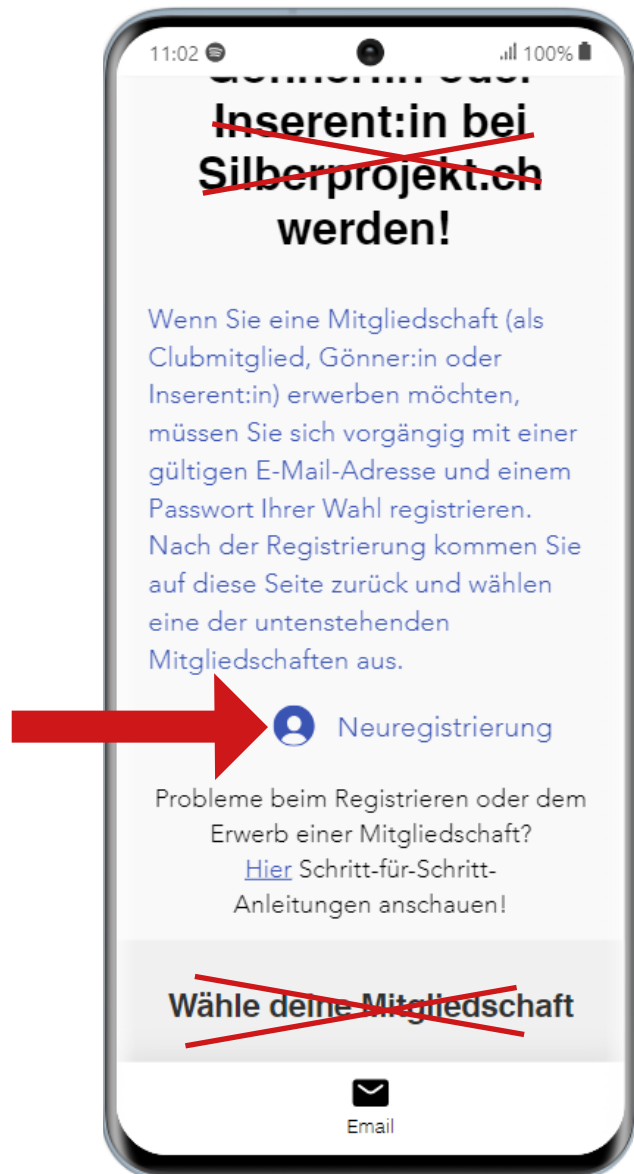 11:02
100%
Gönner:in oder
Inserent:in bei
Silberprojekt.ch
werden!
Wenn Sie eine Mitgliedschaft (als
Clubmitglied, Gönner:in oder
Inserent:in) erwerben möchten,
müssen Sie sich vorgängig mit einer
gültigen E-Mail-Adresse und einem
Passwort Ihrer Wahl registrieren.
Nach der Registrierung kommen Sie
auf diese Seite zurück und wählen
eine der untenstehenden
Mitgliedschaften aus.
Neuregistrierung
Probleme beim Registrieren oder dem
Erwerb einer Mitgliedschaft?
Hier Schritt-für-Schritt-
Anleitungen anschauen!
Wähle deine Mitgliedschaft
Email